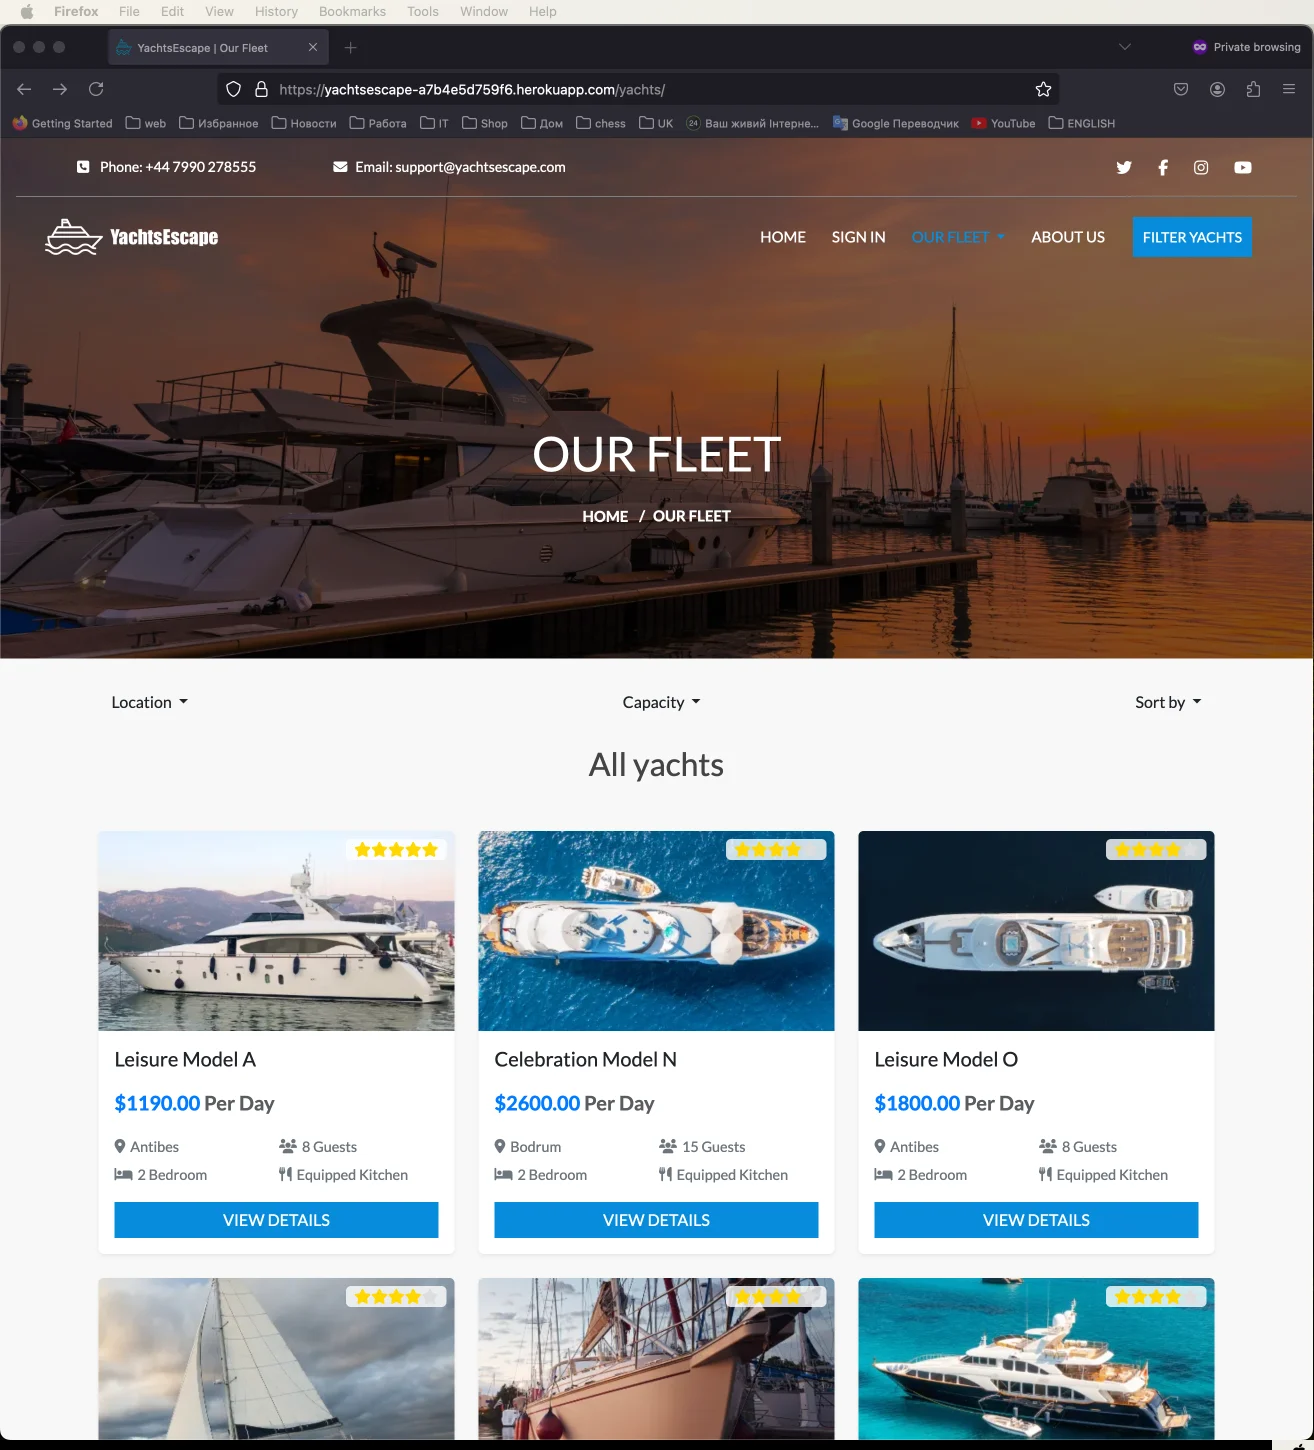 Firefox File Edit View History Bookmarks Tools Window Help
YachtsEscape | Our Fleet
Private browsing
https://yachtsescape-a7b4e5d759f6.herokuapp.com/yachts/
Getting Started web Избранное Новости Работа IT Shop Дом chess UK 24 Ваш живий Інтерне... Google Переводчик YouTube ENGLISH
Phone: +44 7990 278555 Email: support@yachtsescape.com
YachtsEscape HOME SIGN IN OUR FLEET ABOUT US FILTER YACHTS
OUR FLEET
HOME / OUR FLEET
Location Capacity Sort by
All yachts
Leisure Model A
$1190.00 Per Day
Antibes 8 Guests
2 Bedroom Equipped Kitchen
VIEW DETAILS
Celebration Model N
$2600.00 Per Day
Bodrum 15 Guests
2 Bedroom Equipped Kitchen
VIEW DETAILS
Leisure Model O
$1800.00 Per Day
Antibes 8 Guests
2 Bedroom Equipped Kitchen
VIEW DETAILS